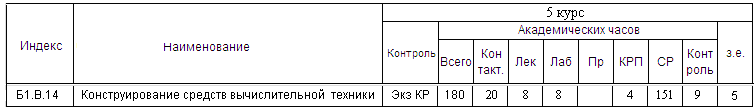 5 курс
Индекс Наименование Контроль Академических часов з.е.
Всего Кон такт. Лек Лаб Пр КРП СР Конт роль
Б1.В.14 Конструирование средств вычислительной техники Экз КР 180 20 8 8 4 151 9 5